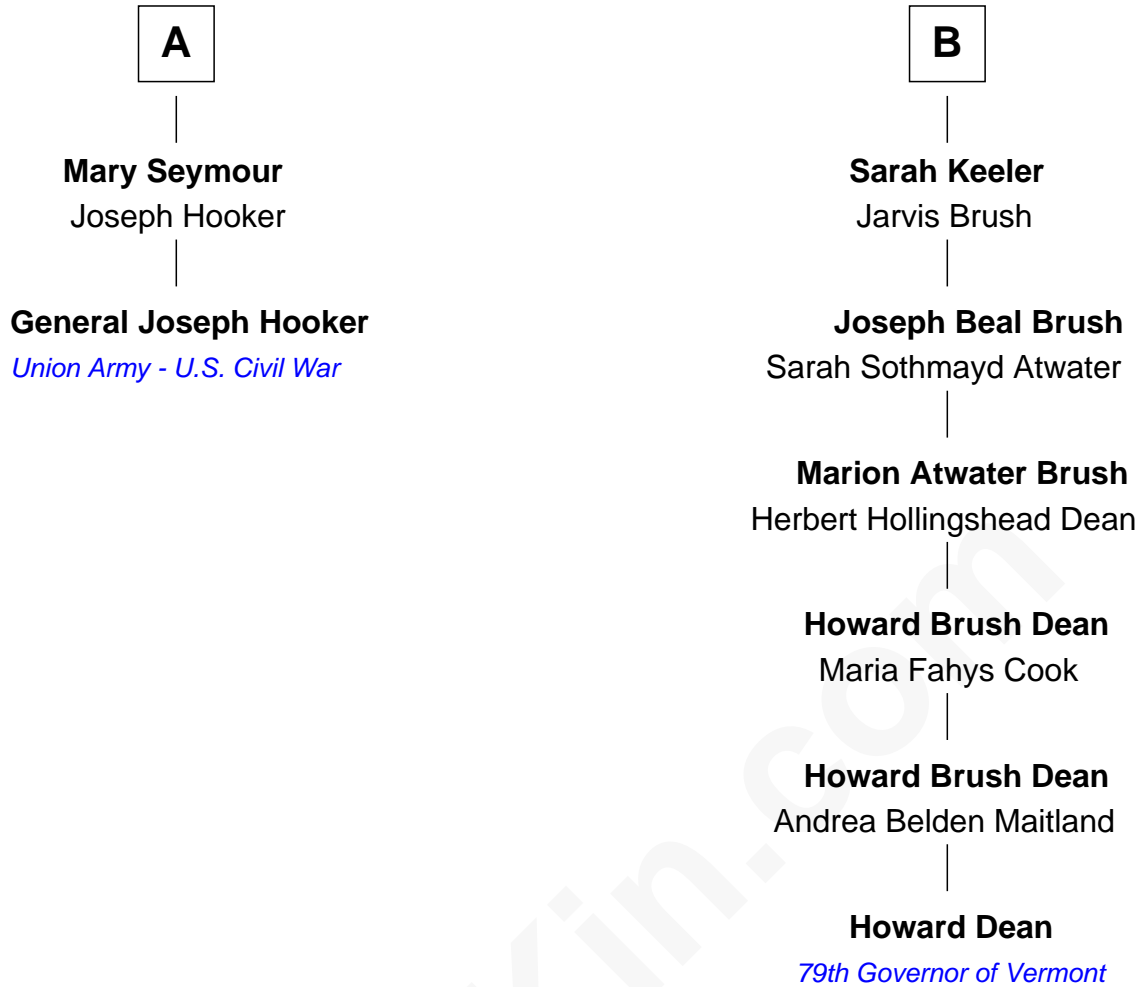 A
Mary Seymour
Joseph Hooker
General Joseph Hooker
Union Army - U.S. Civil War
B
Sarah Keeler
Jarvis Brush
Joseph Beal Brush
Sarah Sothmayd Atwater
Marion Atwater Brush
Herbert Hollingshead Dean
Howard Brush Dean
Maria Fahys Cook
Howard Brush Dean
Andrea Belden Maitland
Howard Dean
79th Governor of Vermont
Kin.com